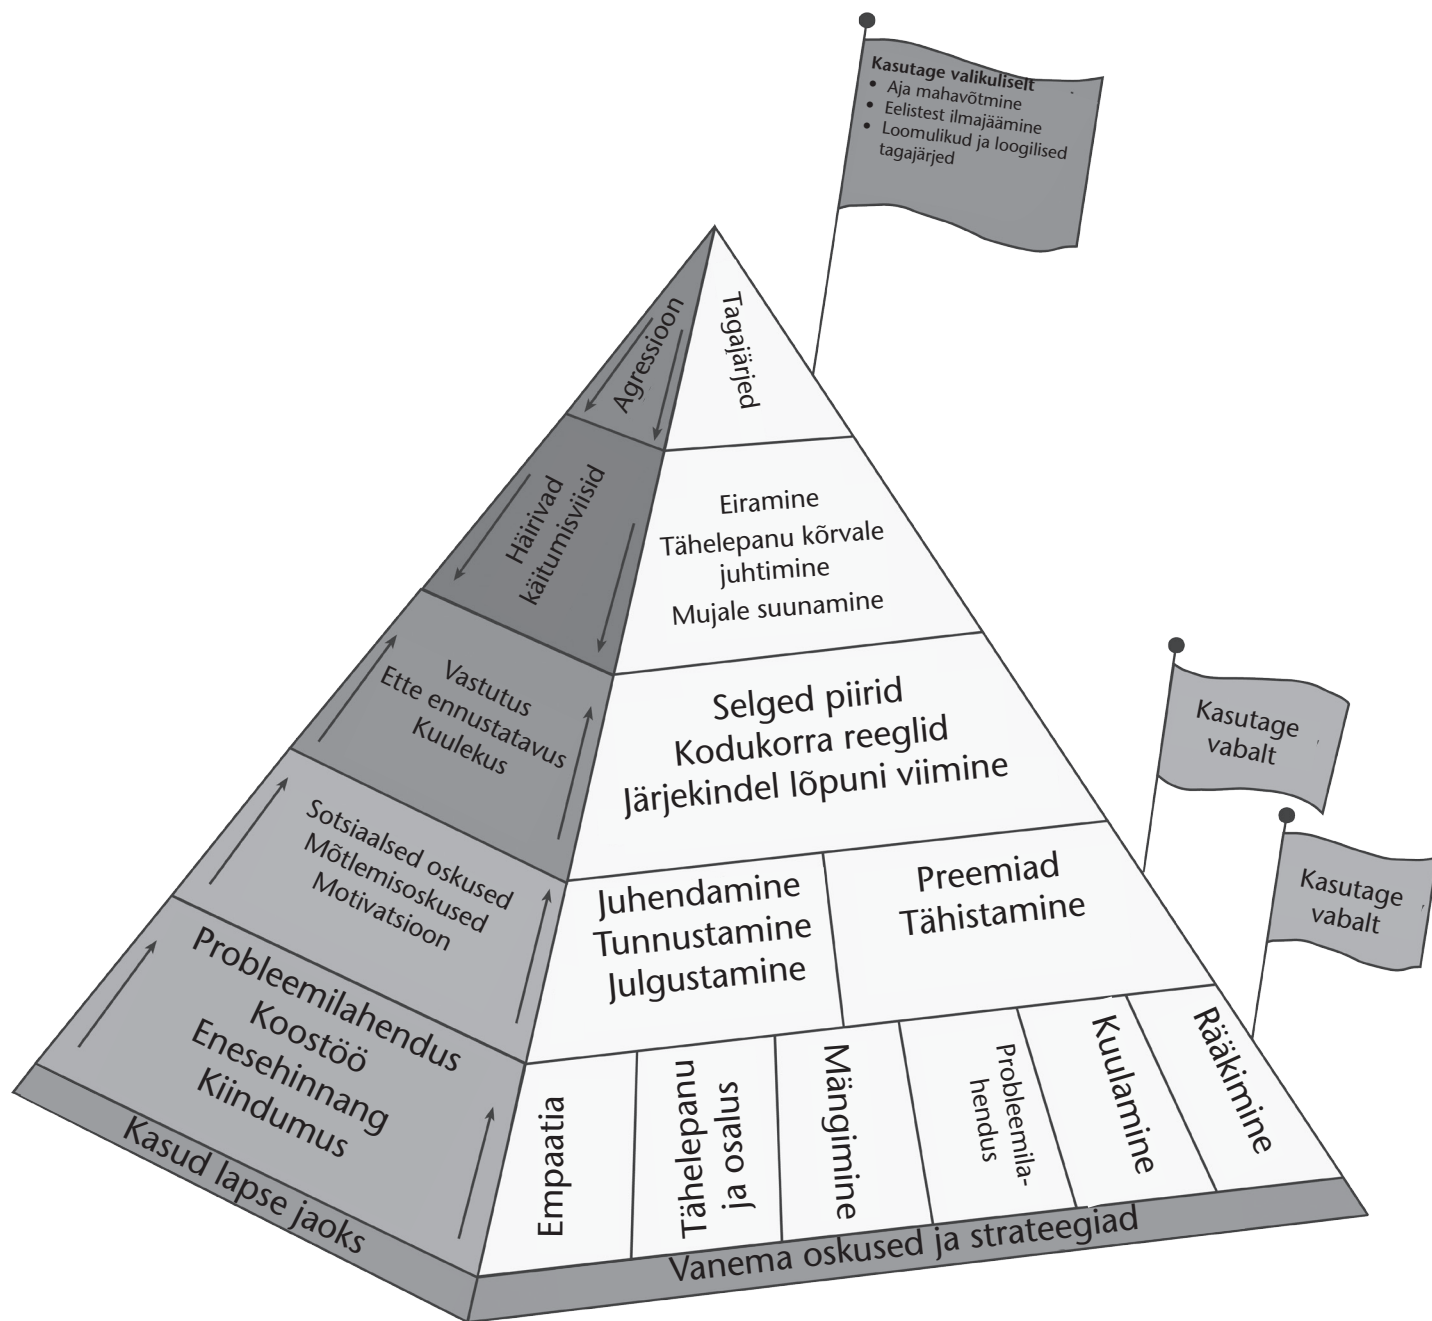 Kasutage valikuliselt
• Aja mahavõtmine
• Eelistest ilmajäämine
• Loomulikud ja loogilised
tagajärjed
Agressioon
Tagajärjed
Häirivad
käitumisviisid
Eiramine
Tähelepanu kõrvale
juhtimine
Mujale suunamine
Vastutus
Ette ennustatavus
Kuulekus
Selged piirid
Kodukorra reeglid
Järjekindel lõpuni viimine
Kasutage
vabalt
Sotsiaalsed oskused
Mõtlemisoskused
Motivatsioon
Juhendamine
Tunnustamine
Julgustamine
Preemiad
Tähistamine
Kasutage
vabalt
Probleemilahendus
Koostöö
Enesehinnang
Kiindumus
Empaatia
Tähelepanu
ja osalus
Mängimine
Probleemila-
hendus
Kuulamine
Rääkimine
Kasud lapse jaoks
Vanema oskused ja strateegiad